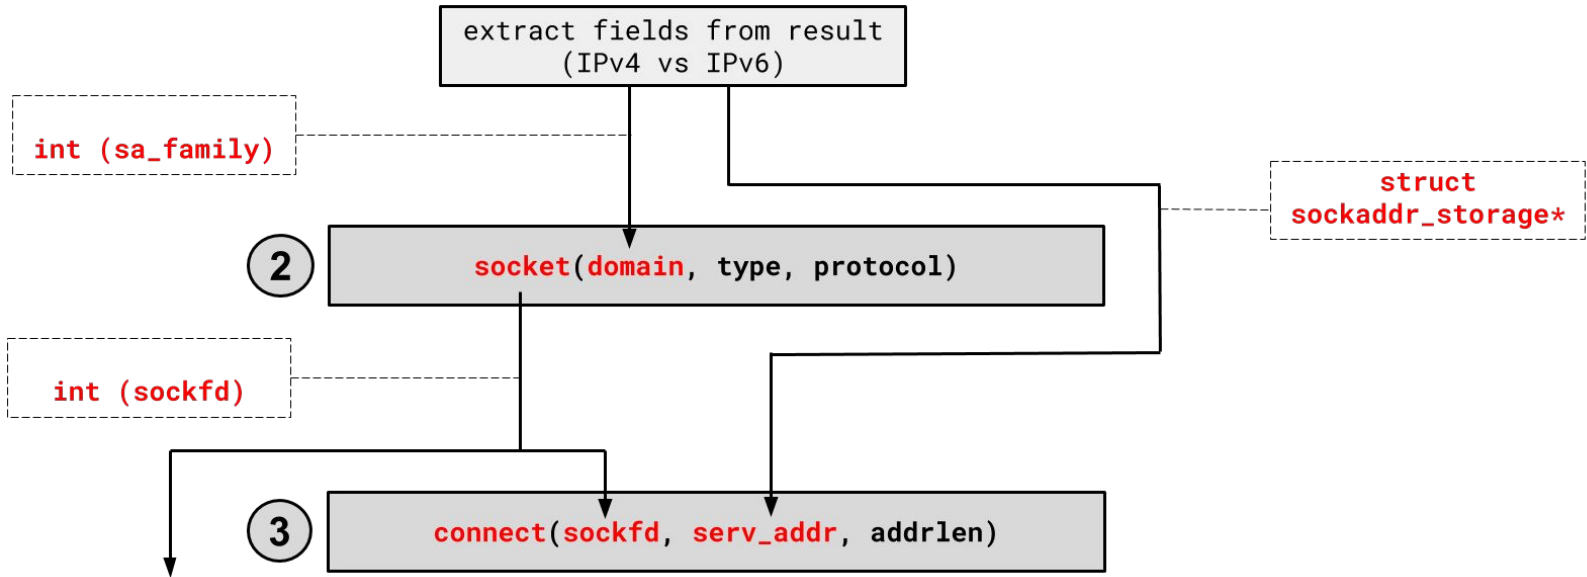 extract fields from result
(IPv4 vs IPv6)
int (sa_family)
struct
sockaddr_storage*
2
socket(domain, type, protocol)
int (sockfd)
3
connect(sockfd, serv_addr, addrlen)